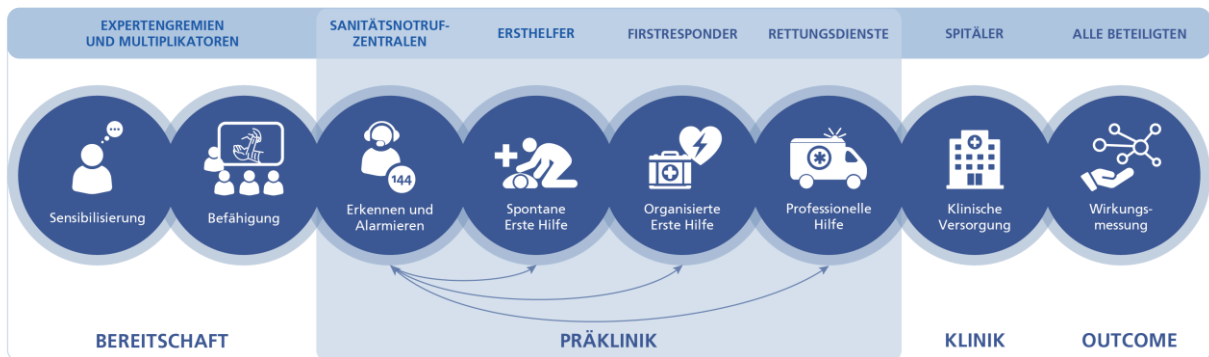 EXPERTENGREMIEN
UND MULTIPLIKATOREN
SANITÄTSNOTRUF-
ZENTRALEN
ERSTHELFER
FIRSTRESPONDER
RETTUNGSDIENSTE
SPITÄLER
ALLE BETEILIGTEN
Sensibilisierung
Befähigung
144
Erkennen und
Alarmieren
Spontane
Erste Hilfe
Organisierte
Erste Hilfe
Professionelle
Hilfe
Klinische
Versorgung
Wirkungs-
messung
BEREITSCHAFT
PRÄKLINIK
KLINIK
OUTCOME